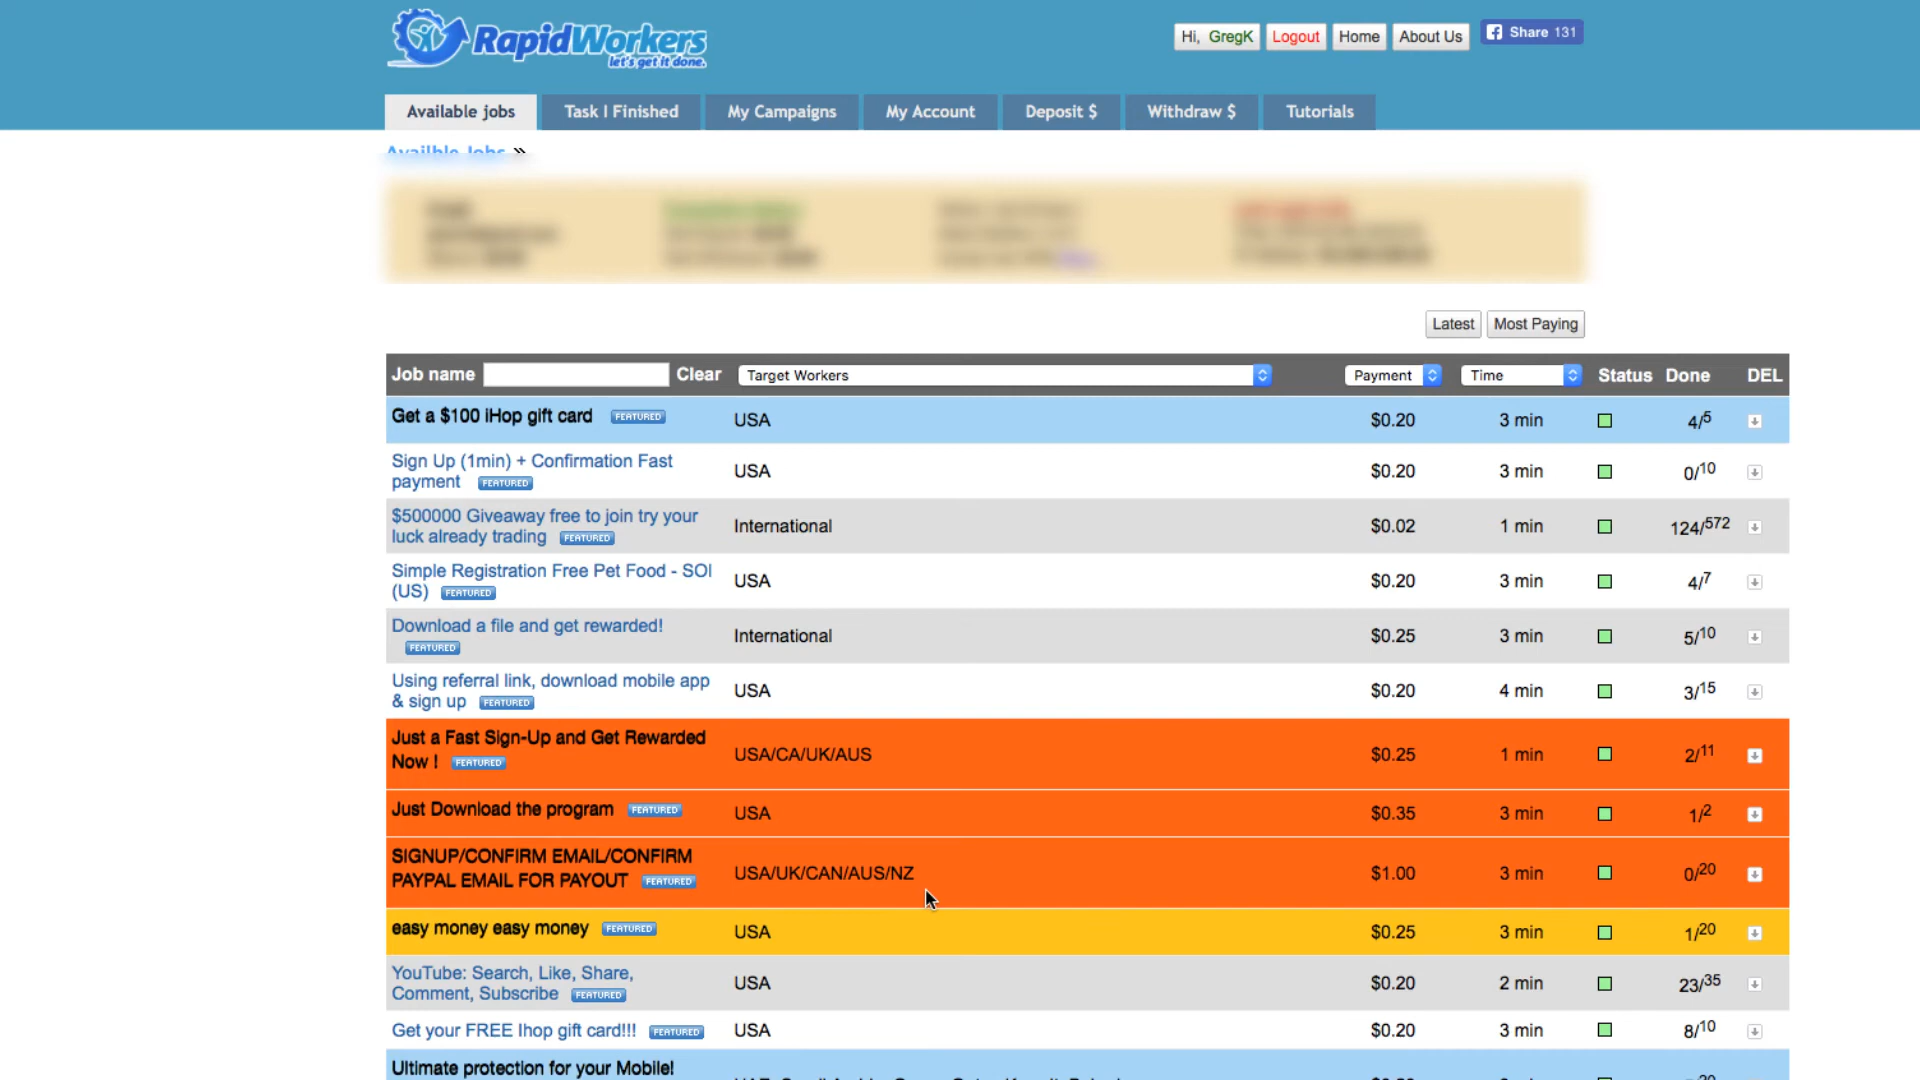 RapidWorkers
let's get it done.
Hi, GregK Logout Home About Us Share 131
Available jobs Task I Finished My Campaigns My Account Deposit $ Withdraw $ Tutorials
Availble Jobs »
Latest Most Paying
Job name Clear Target Workers Payment Time Status Done DEL
Get a $100 iHop gift card FEATURED USA $0.20 3 min 4/5
Sign Up (1min) + Confirmation Fast
payment FEATURED USA $0.20 3 min 0/10
$500000 Giveaway free to join try your
luck already trading FEATURED International $0.02 1 min 124/572
Simple Registration Free Pet Food - SOI
(US) FEATURED USA $0.20 3 min 4/7
Download a file and get rewarded!
FEATURED International $0.25 3 min 5/10
Using referral link, download mobile app
& sign up FEATURED USA $0.20 4 min 3/15
Just a Fast Sign-Up and Get Rewarded
Now ! FEATURED USA/CA/UK/AUS $0.25 1 min 2/11
Just Download the program FEATURED USA $0.35 3 min 1/2
SIGNUP/CONFIRM EMAIL/CONFIRM
PAYPAL EMAIL FOR PAYOUT FEATURED USA/UK/CAN/AUS/NZ $1.00 3 min 0/20
easy money easy money FEATURED USA $0.25 3 min 1/20
YouTube: Search, Like, Share,
Comment, Subscribe FEATURED USA $0.20 2 min 23/35
Get your FREE Ihop gift card!!! FEATURED USA $0.20 3 min 8/10
Ultimate protection for your Mobile!